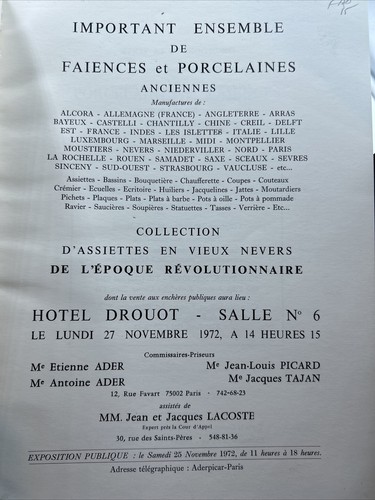 IMPORTANT ENSEMBLE
DE
FAIENCES et PORCELAINES
ANCIENNES
Manufactures de :
ALCORA - ALLEMAGNE (FRANCE) - ANGLETERRE - ARRAS
BAYEUX - CASTELLI - CHANTILLY - CHINE - CREIL - DELFT
EST - FRANCE - INDES - LES ISLETTES - ITALIE - LILLE
LUXEMBOURG - MARSEILLE - MIDI - MONTPELLIER
MOUSTIERS - NEVERS - NIEDERVILLER - NORD - PARIS
LA ROCHELLE - ROUEN - SAMADET - SAXE - SCEAUX - SEVRES
SINCENY - SUD-OUEST - STRASBOURG - VAUCLUSE - etc...
Assiettes - Bassins - Bouquetière - Chaufferette - Coupes - Couteaux
Crémier - Ecuelles - Ecritoire - Huiliers - Jacquelines - Jattes - Moutardiers
Pichets - Plaques - Plats - Plats à barbe - Pots à oille - Pots à pommade
Ravier - Saucières - Soupières - Statuettes - Tasses - Verrière - Etc...
COLLECTION
D'ASSIETTES EN VIEUX NEVERS
DE L'ÉPOQUE RÉVOLUTIONNAIRE
dont la vente aux enchères publiques aura lieu :
HOTEL DROUOT - SALLE N° 6
LE LUNDI 27 NOVEMBRE 1972, A 14 HEURES 15
Commissaires-Priseurs
Me Etienne ADER Me Jean-Louis PICARD
Me Antoine ADER Me Jacques TAJAN
12, Rue Favart 75002 Paris - 742-68-23
assistés de
MM. Jean et Jacques LACOSTE
Expert près la Cour d'Appel
30, rue des Saints-Pères - 548-81-36
EXPOSITION PUBLIQUE : le Samedi 25 Novembre 1972, de 11 heures à 18 heures.
Adresse télégraphique : Aderpicar-Paris